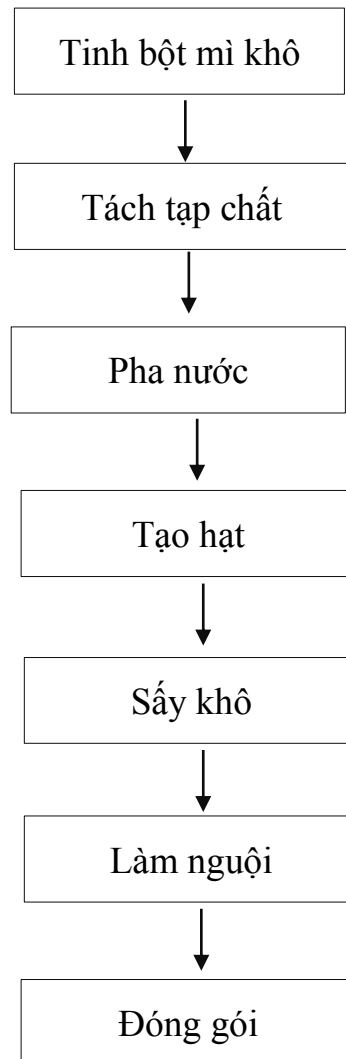 Tinh bột mì khô
Tách tạp chất
Pha nước
Tạo hạt
Sấy khô
Làm nguội
Đóng gói